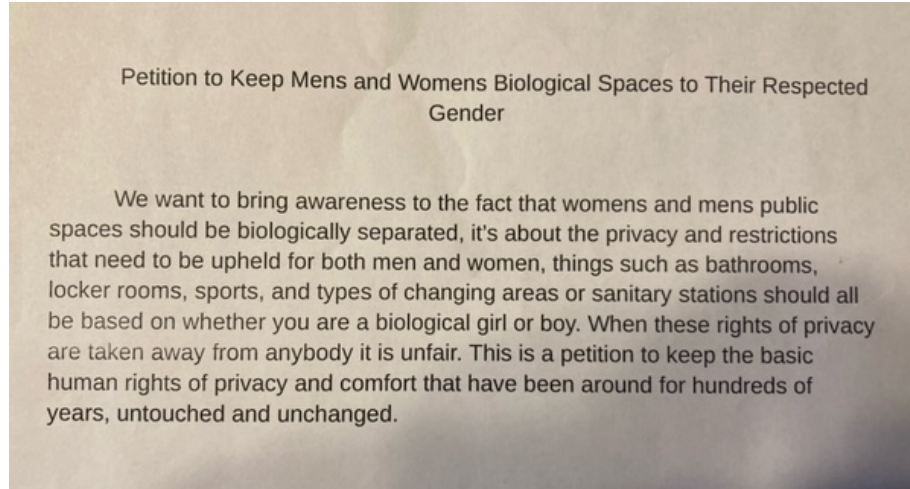 Petition to Keep Mens and Womens Biological Spaces to Their Respected
Gender
We want to bring awareness to the fact that womens and mens public
spaces should be biologically separated, it's about the privacy and restrictions
that need to be upheld for both men and women, things such as bathrooms,
locker rooms, sports, and types of changing areas or sanitary stations should all
be based on whether you are a biological girl or boy. When these rights of privacy
are taken away from anybody it is unfair. This is a petition to keep the basic
human rights of privacy and comfort that have been around for hundreds of
years, untouched and unchanged.